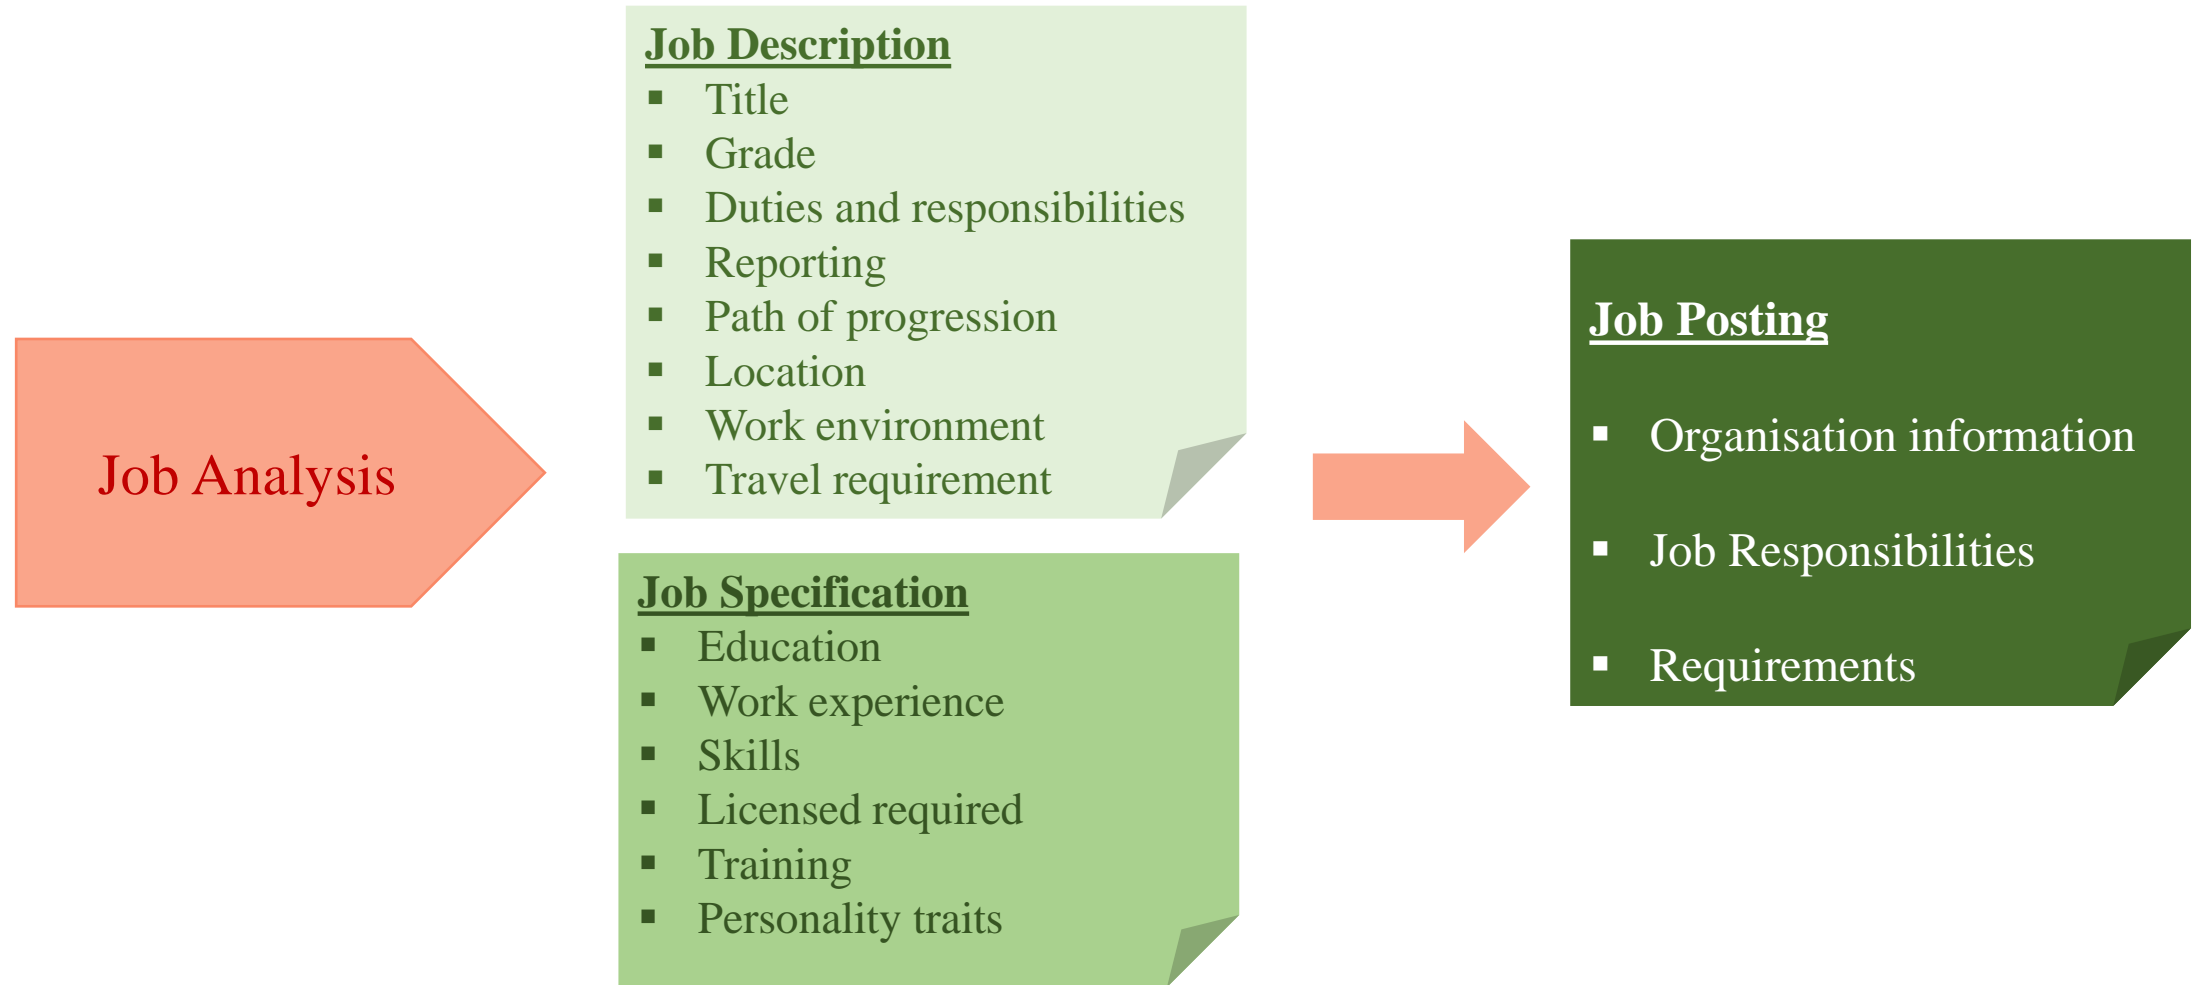 Job Analysis
Job Description
▪ Title
▪ Grade
▪ Duties and responsibilities
▪ Reporting
▪ Path of progression
▪ Location
▪ Work environment
▪ Travel requirement
Job Specification
▪ Education
▪ Work experience
▪ Skills
▪ Licensed required
▪ Training
▪ Personality traits
Job Posting
▪ Organisation information
▪ Job Responsibilities
▪ Requirements